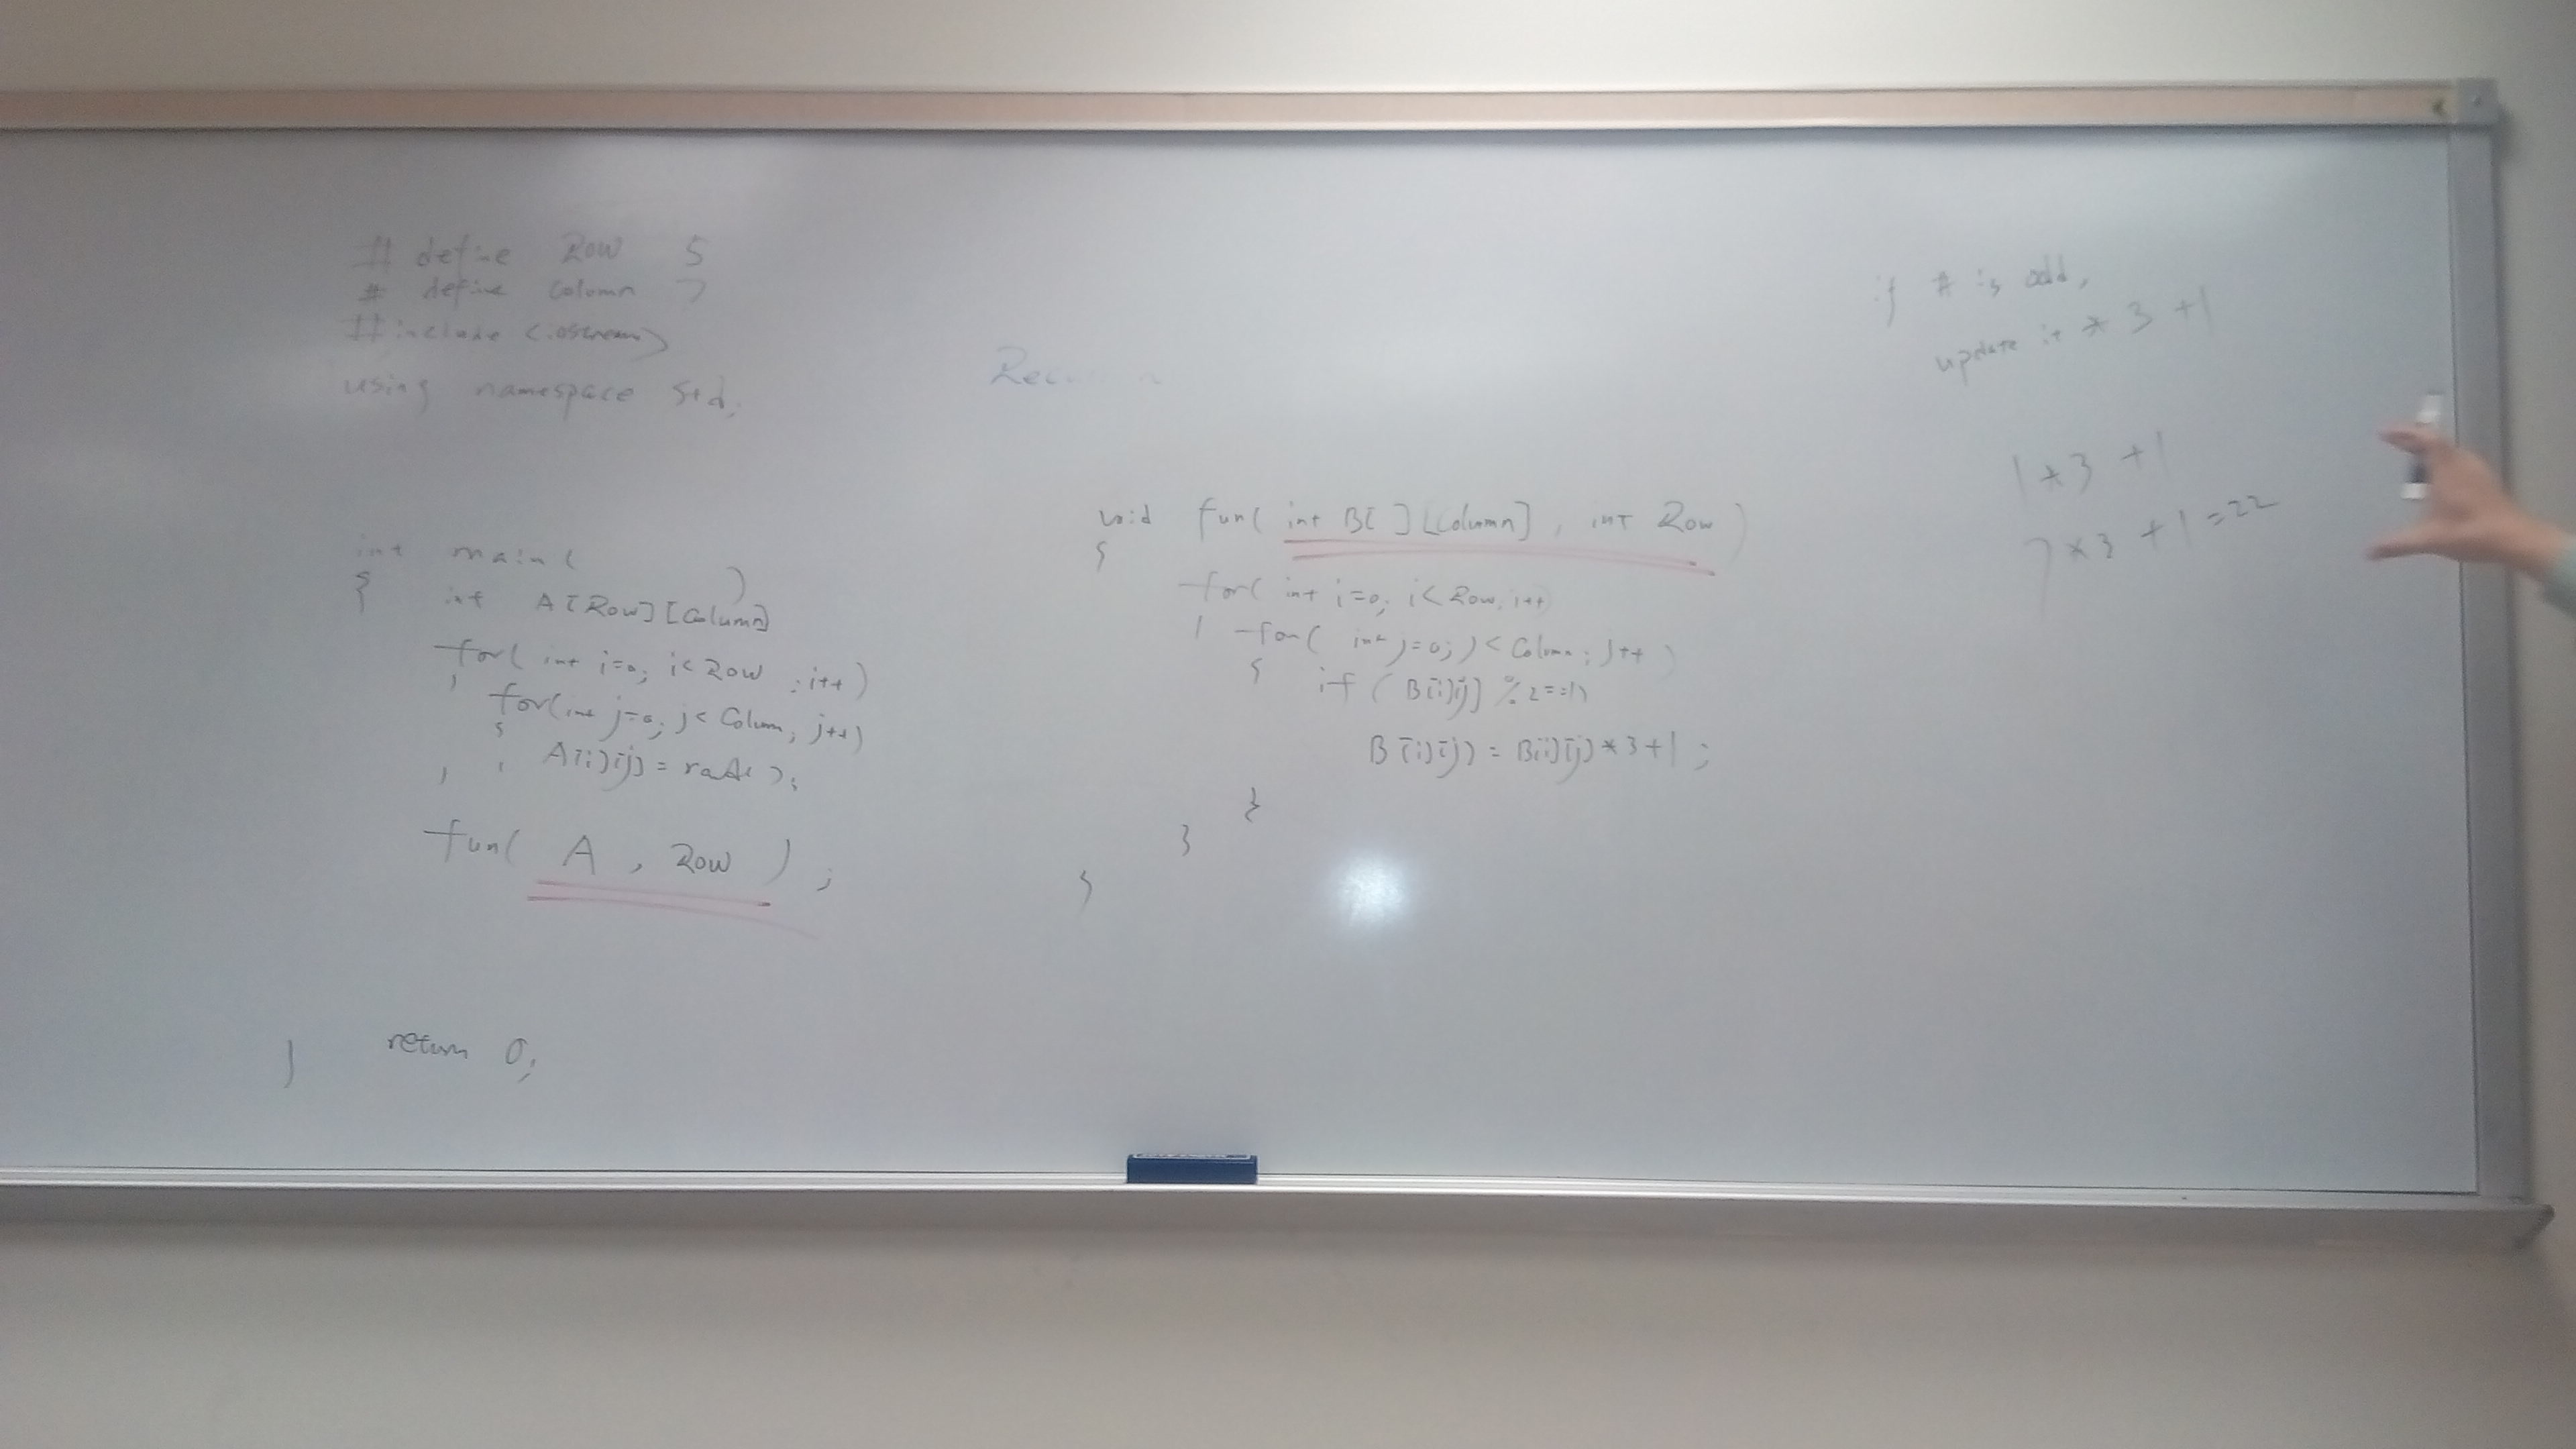 # define Row 5
# define Column 7
# include <iostream>
using namespace std;
int main( )
{ int A[Row][Column]
for( int i=0; i< Row ; i++)
{ for(int j=0; j< Column; j++)
{ A[i][j] = rand( );
} }
fun( A , Row ) ;
return 0;
}
void fun( int B[ ][Column] , int Row )
{
for( int i=0; i< Row; i++)
{ for( int j=0; j< Column; j++ )
{ if ( B[i][j] % 2==1)
B[i][j] = B[i][j] * 3+1 ;
}
}
}
if # is odd,
update it * 3 +1
1 * 3 +1
7 * 3 +1 =22